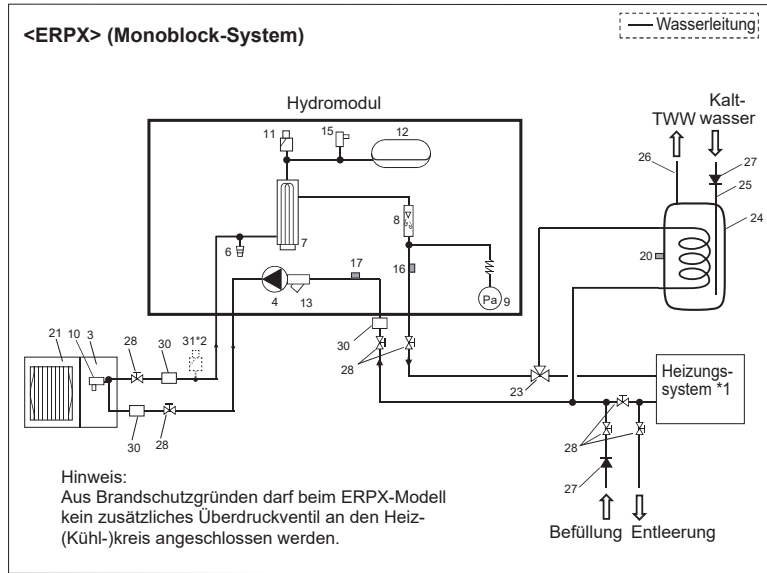 <ERPX> (Monoblock-System)
Wasserleitung
Hydromodul
TWW
Kalt-
wasser
11
15
12
26
27
25
24
8
6
7
20
17
16
Pa
9
4
13
21
10
3
28
30
31*2
30
28
23
Heizungs-
system *1
30
28
28
27
Befüllung
Entleerung
Hinweis:
Aus Brandschutzgründen darf beim ERPX-Modell
kein zusätzliches Überdruckventil an den Heiz-
(Kühl-)kreis angeschlossen werden.